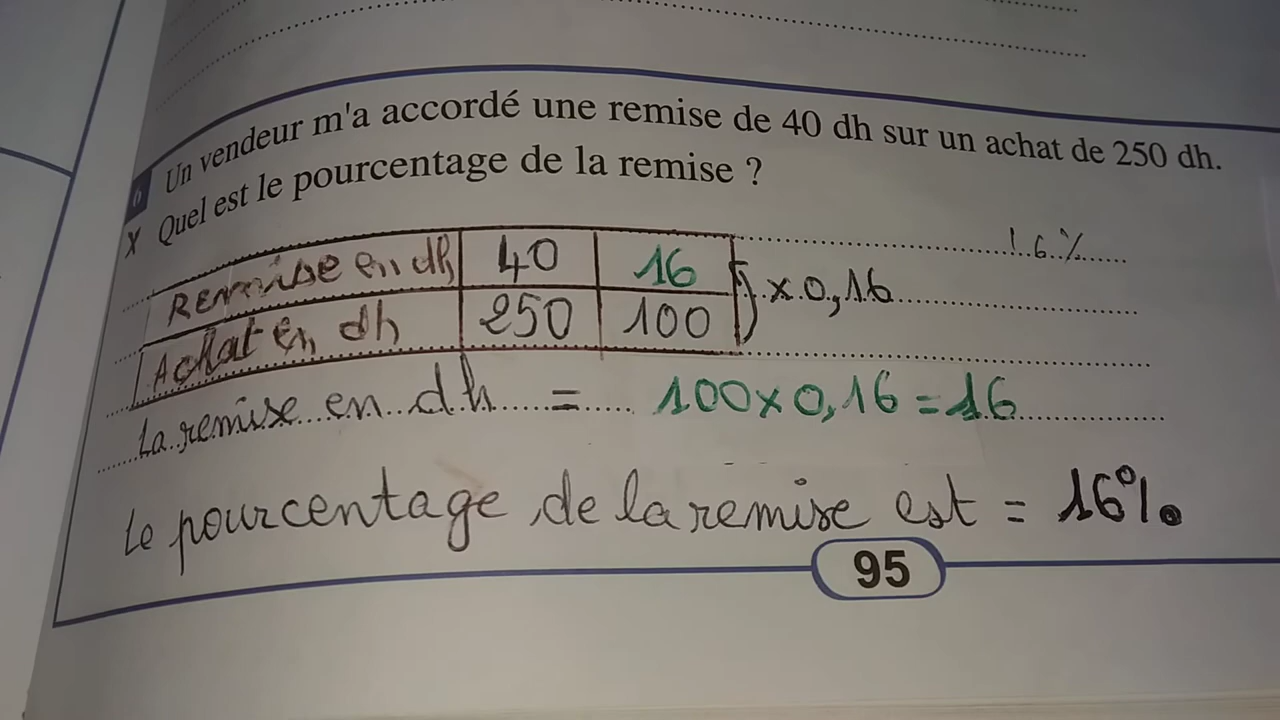 Un vendeur m'a accordé une remise de 40 dh sur un achat de 250 dh.
X Quel est le pourcentage de la remise ?
16%
Remise en dh 40 16
x 0,16
Achat en dh 250 100
La remise en dh = 100x0,16=16
Le pourcentage de la remise est = 16%
95